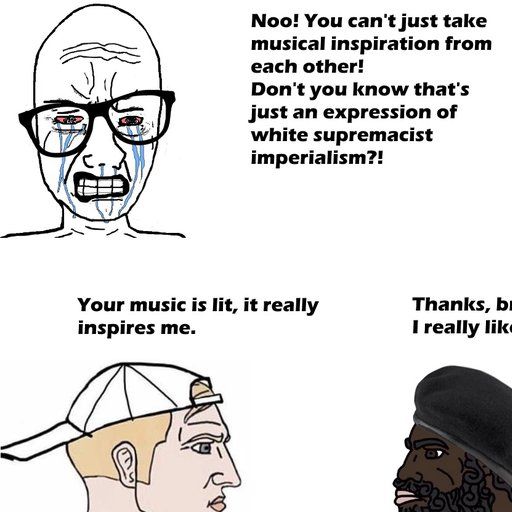 Noo! You can't just take
musical inspiration from
each other!
Don't you know that's
just an expression of
white supremacist
imperialism?!
Your music is lit, it really
inspires me.
Thanks,
I really